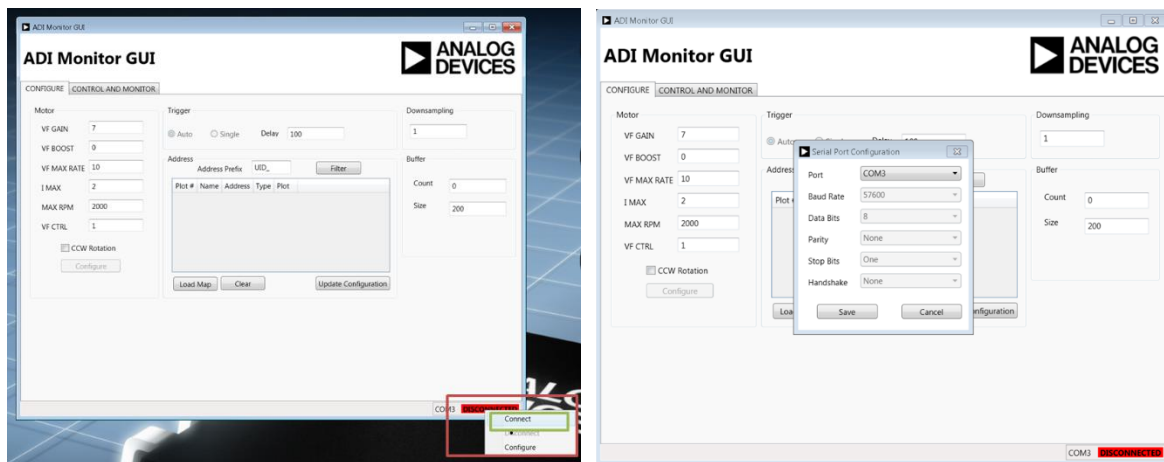 ADI Monitor GUI
ADI Monitor GUI
ANALOG
DEVICES
CONFIGURE CONTROL AND MONITOR
Motor
VF GAIN 7
VF BOOST 0
VF MAX RATE 10
I MAX 2
MAX RPM 2000
VF CTRL 1
CCW Rotation
Configure
Trigger
Auto Single Delay 100
Address
Address Prefix UID_ Filter
Plot # Name Address Type Plot
Load Map Clear Update Configuration
Downsampling
1
Buffer
Count 0
Size 200
COM3
Connect
Configure
ADI Monitor GUI
ADI Monitor GUI
ANALOG
DEVICES
CONFIGURE CONTROL AND MONITOR
Motor
VF GAIN 7
VF BOOST 0
VF MAX RATE 10
I MAX 2
MAX RPM 2000
VF CTRL 1
CCW Rotation
Configure
Trigger
Serial Port Configuration
Port COM3
Baud Rate 57600
Data Bits 8
Parity None
Stop Bits One
Handshake None
Save Cancel
Downsampling
1
Buffer
Count 0
Size 200
COM3 DISCONNECTED